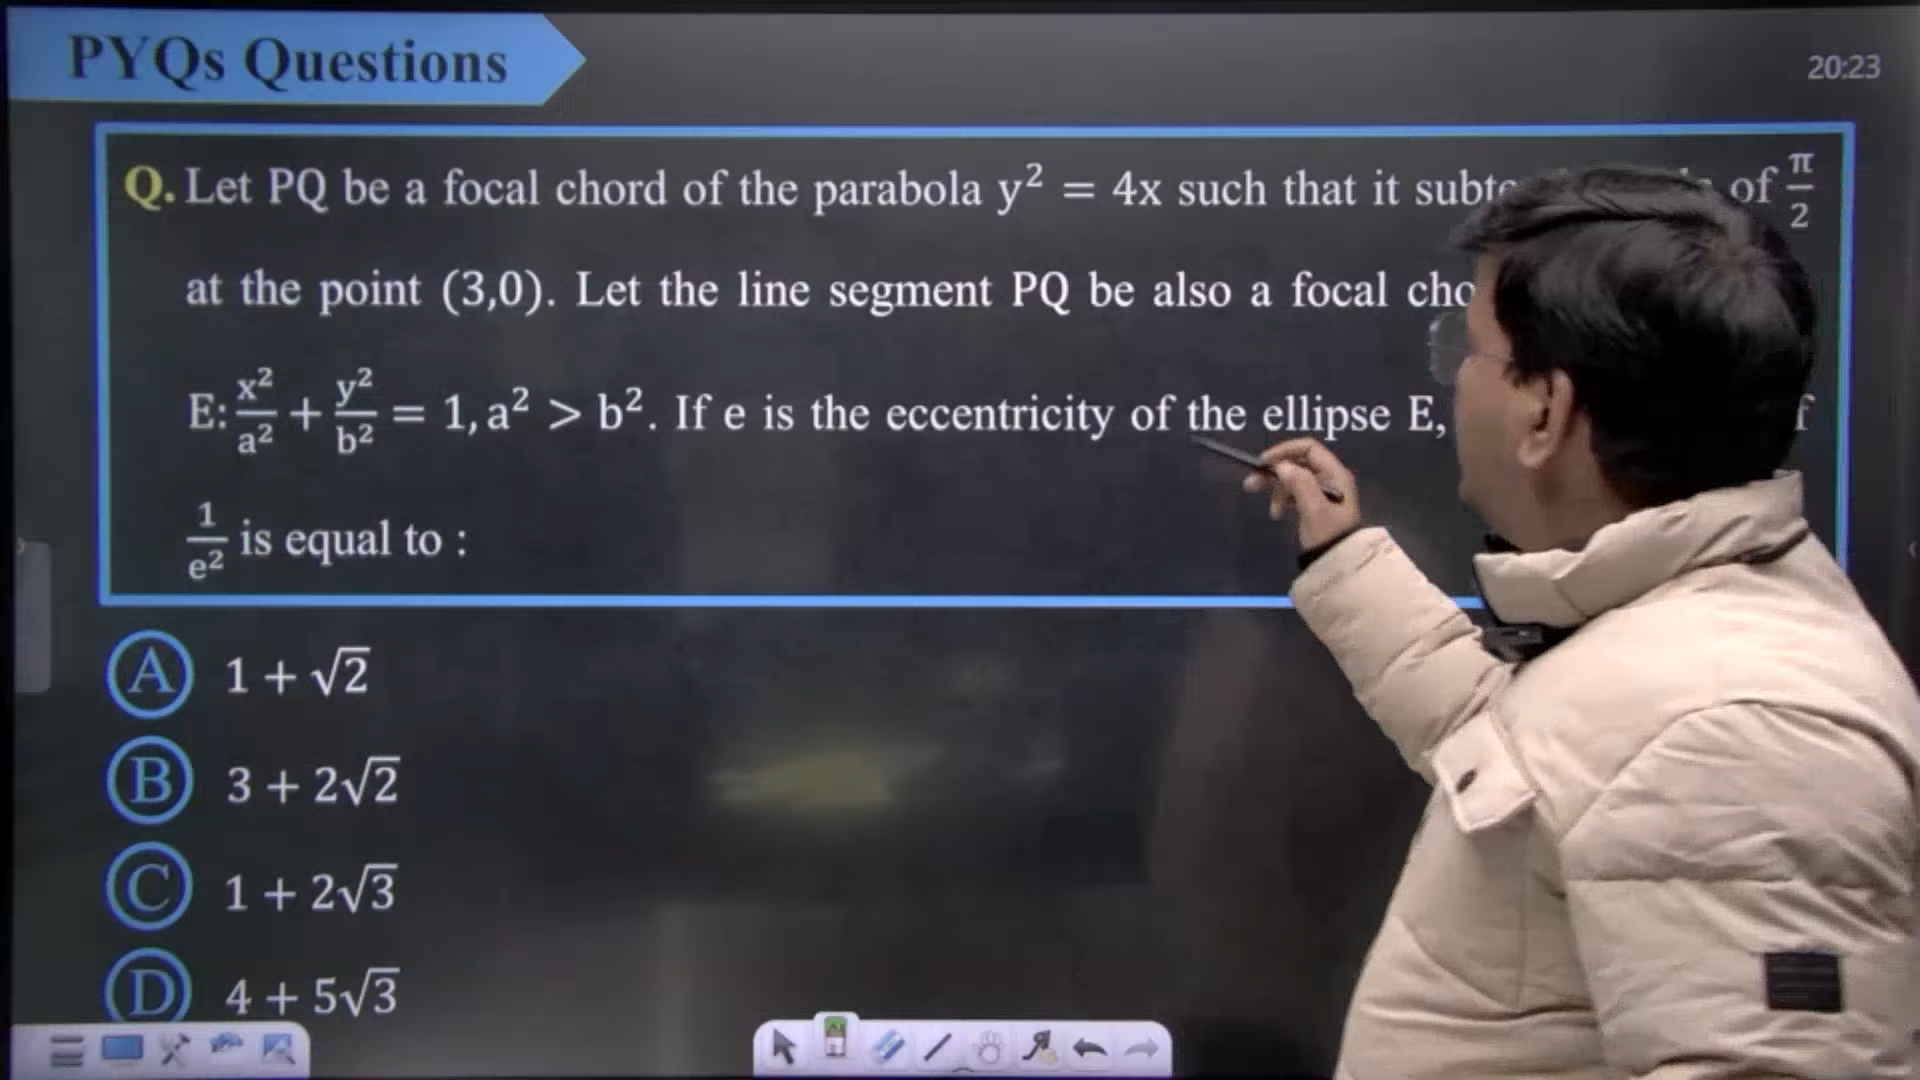 PYQs Questions
20:23
Q. Let PQ be a focal chord of the parabola y² = 4x such that it of π/2
at the point (3,0). Let the line segment PQ be also a focal
E: x²/a² + y²/b² = 1, a² > b². If e is the eccentricity of the ellipse E,
1/e² is equal to :
A 1 + √2
B 3 + 2√2
C 1 + 2√3
D 4 + 5√3